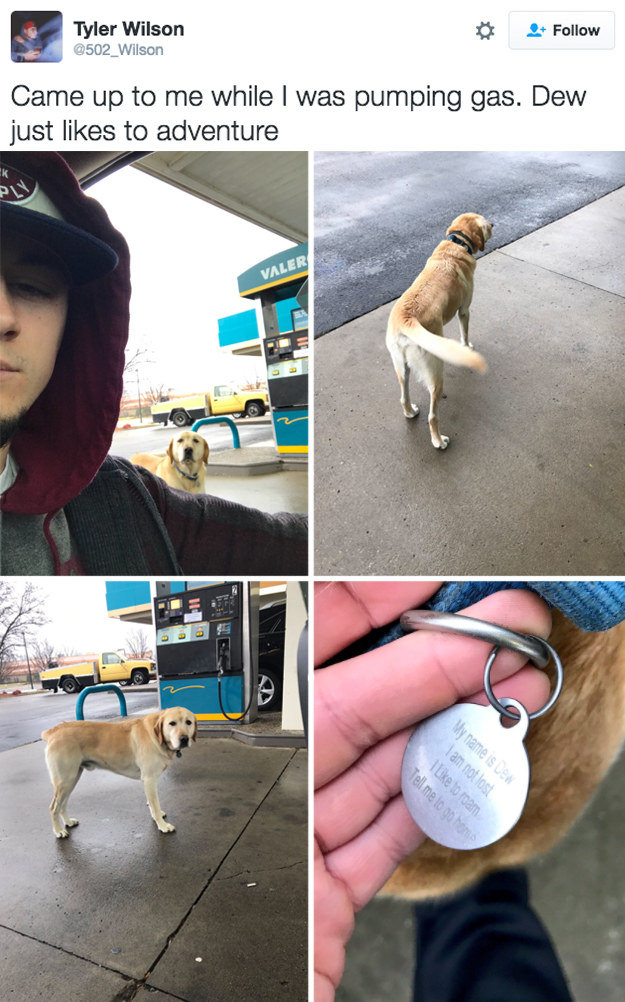 Tyler Wilson
@502_Wilson
Follow
Came up to me while I was pumping gas. Dew
just likes to adventure
K
PLY
VALER
My name is Dew
I am not lost
I Like to roam
Tell me to go home